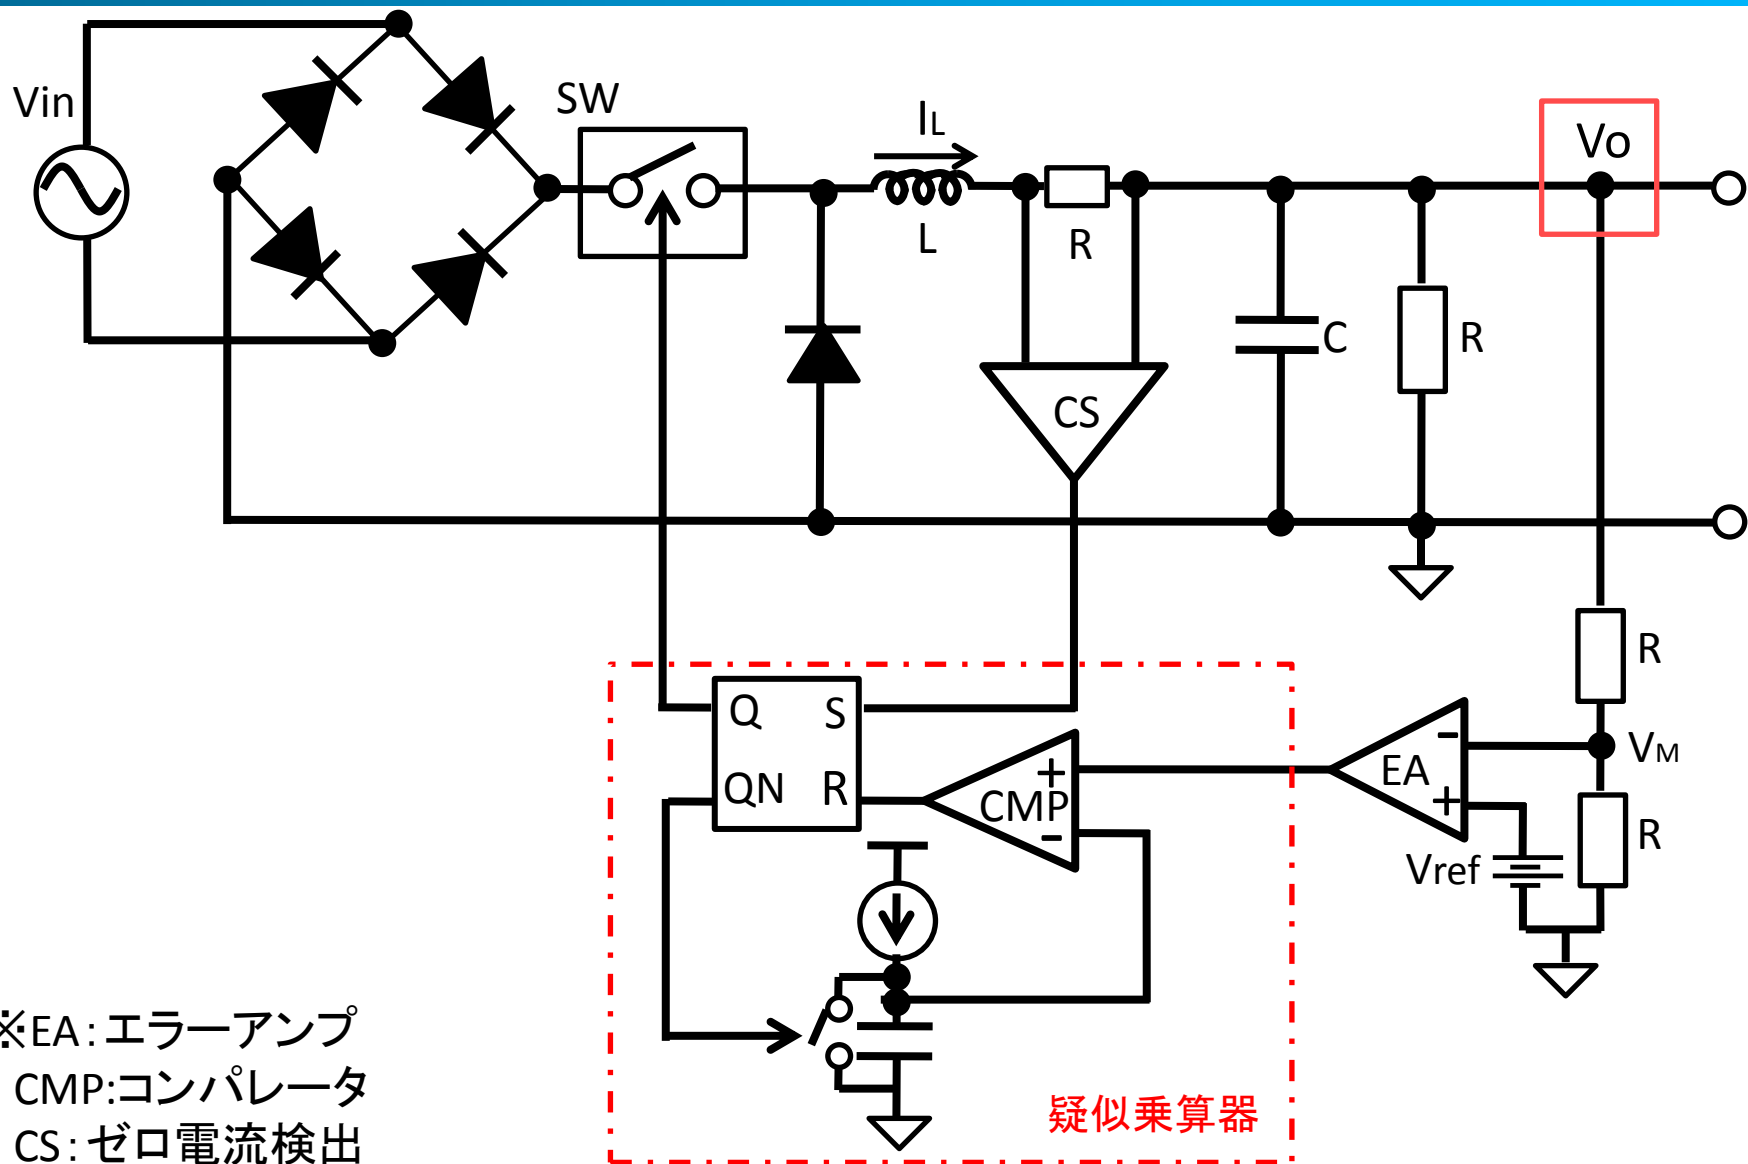 Vin
SW
IL
L
R
Vo
C
R
CS
R
VM
R
Q S
QN R
+
CMP
-
-
EA
+
Vref
疑似乗算器
※EA:エラーアンプ
CMP:コンパレータ
CS:ゼロ電流検出